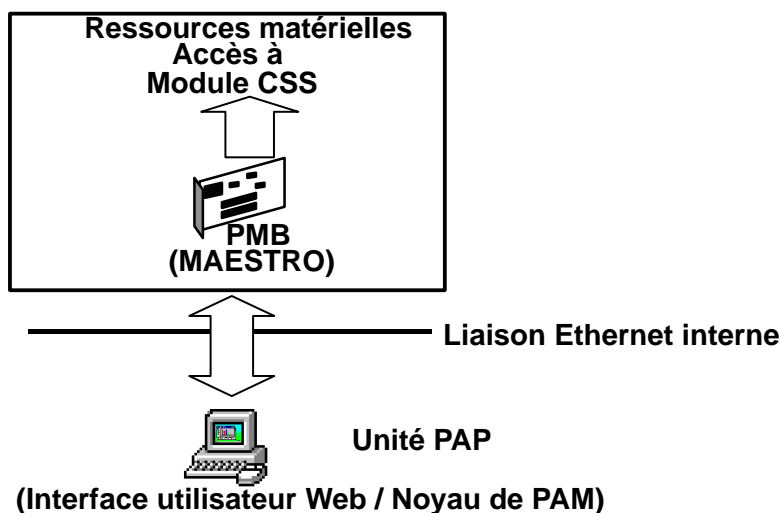 Ressources matérielles
Accès à
Module CSS
PMB
(MAESTRO)
Liaison Ethernet interne
Unité PAP
(Interface utilisateur Web / Noyau de PAM)